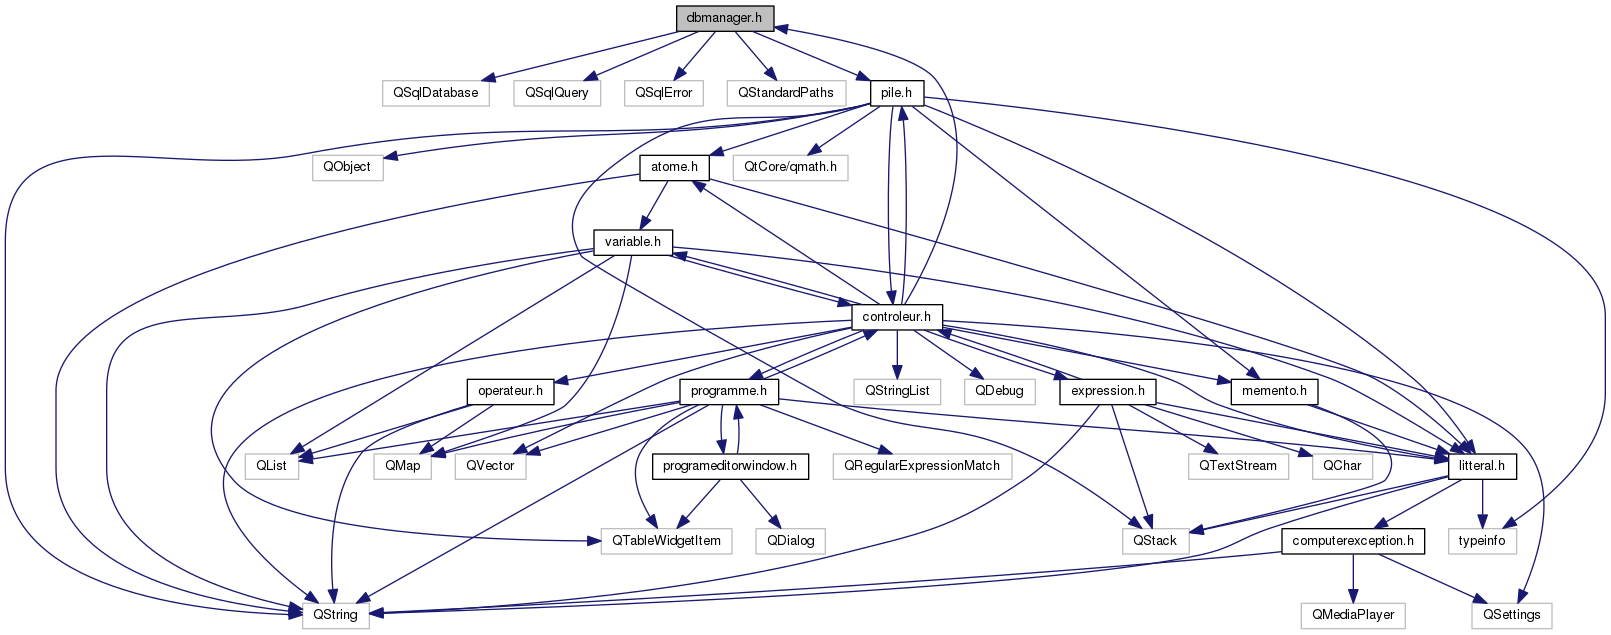 dbmanager.h
QSqlDatabase
QSqlQuery
QSqlError
QStandardPaths
pile.h
QObject
atome.h
QtCore/qmath.h
variable.h
controleur.h
operateur.h
programme.h
QStringList
QDebug
expression.h
memento.h
QList
QMap
QVector
programeditorwindow.h
QRegularExpressionMatch
QTextStream
QChar
litteral.h
QTableWidgetItem
QDialog
QStack
computerexception.h
typeinfo
QString
QMediaPlayer
QSettings